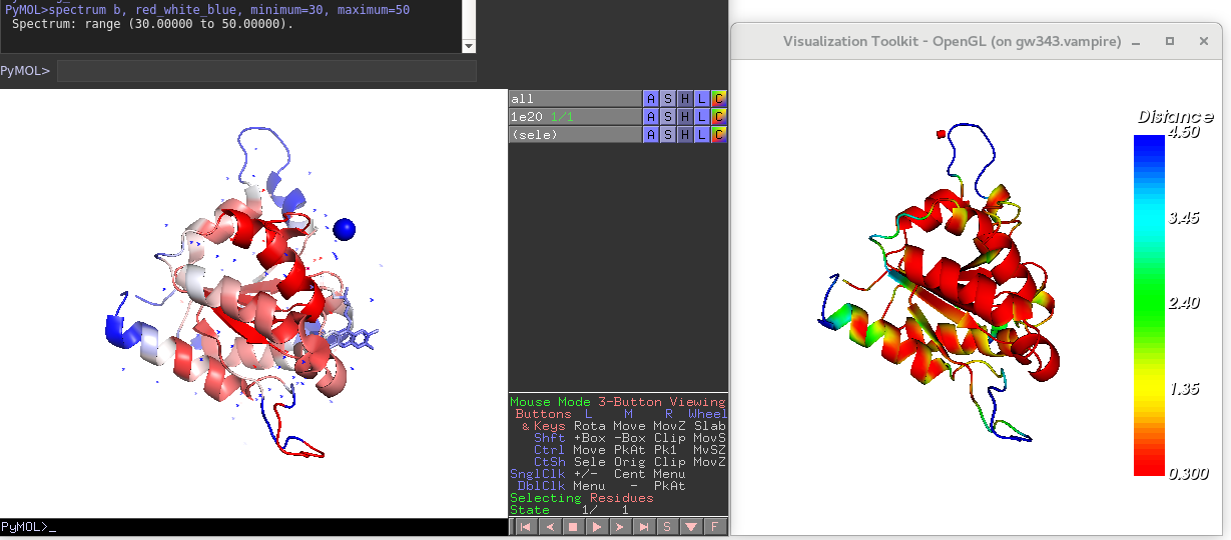 PyMOL>spectrum b, red_white_blue, minimum=30, maximum=50
Spectrum: range (30.00000 to 50.00000).
PyMOL>
all A S H L C
1e20 1/1 A S H L C
(sele) A S H L C
Mouse Mode 3-Button Viewing
Buttons L M R Wheel
& Keys Rota Move MovZ Slab
Shft +Box -Box Clip MovS
Ctrl Move PkAt Pk1 MvSZ
CtSh Sele Orig Clip MovZ
SnglClk +/- Cent Menu
DblClk Menu - PkAt
Selecting Residues
State 1/ 1
S F
PyMOL>_
Visualization Toolkit - OpenGL (on gw343.vampire)
Distance
4.50
3.45
2.40
1.35
0.300